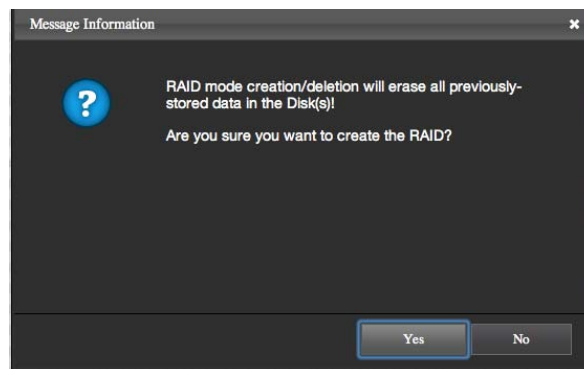 Message Information
RAID mode creation/deletion will erase all previously-
stored data in the Disk(s)!
Are you sure you want to create the RAID?
Yes No